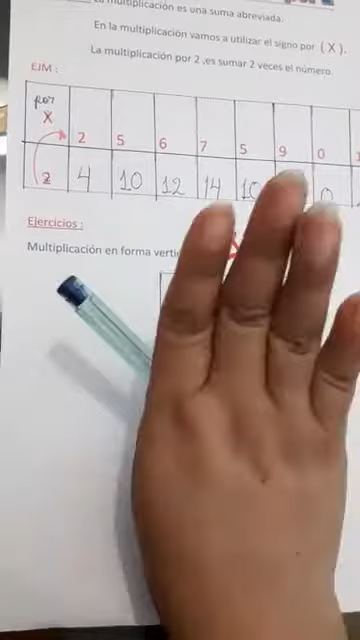 multiplicación es una suma abreviada.
En la multiplicación vamos a utilizar el signo por ( X ).
La multiplicación por 2 ,es sumar 2 veces el número.
EJM :
por
X 2 5 6 7 5 9 0
2 4 10 12 14 10 0
Ejercicios :
Multiplicación en forma